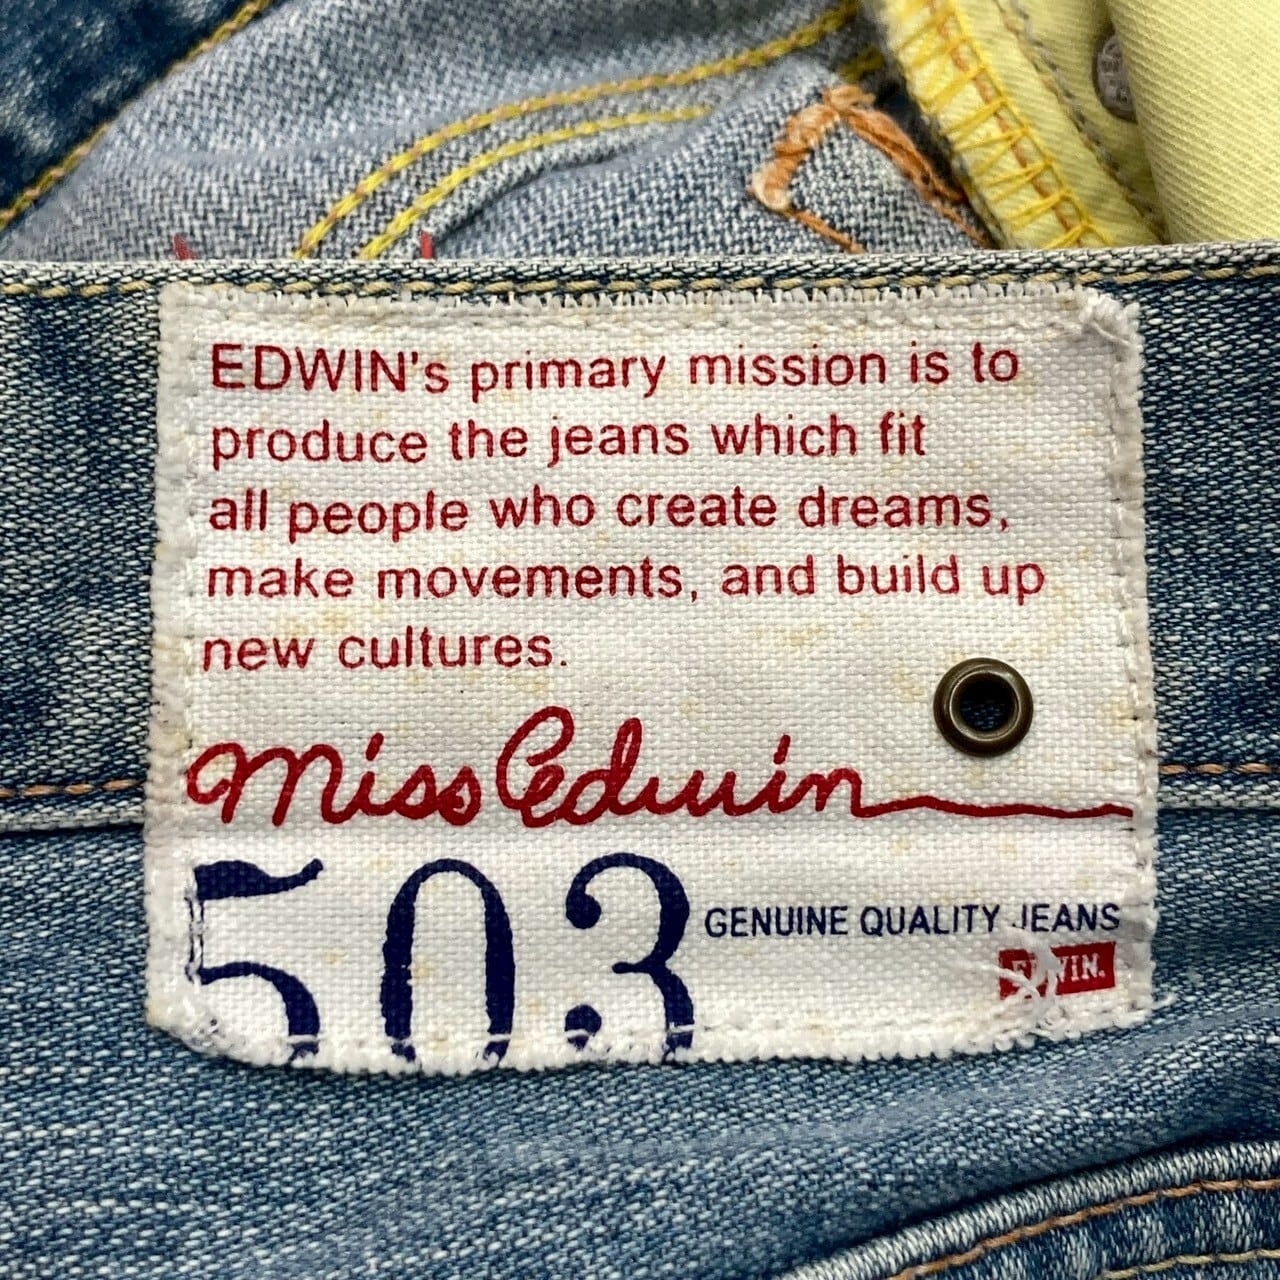 EDWIN's primary mission is to
produce the jeans which fit
all people who create dreams,
make movements, and build up
new cultures.
Miss Edwin
503
GENUINE QUALITY JEANS
EDWIN.